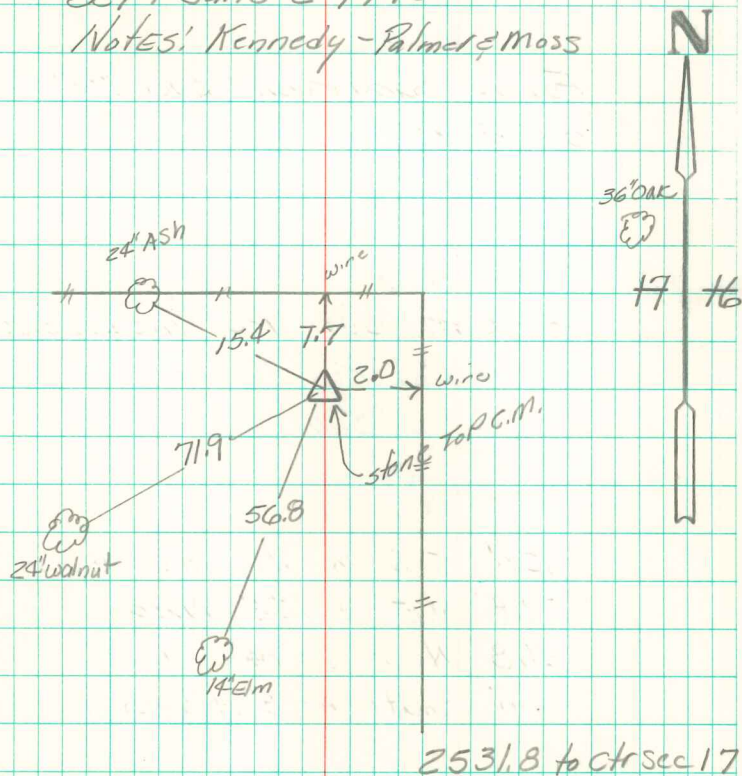 Notes: Kennedy - Palmer & Moss
N
36" Oak
24" Ash
wire
17 16
15.4 7.7
2.0 wire
stone Top C.M.
71.9
56.8
24" walnut
14" Elm
2531.8 to ctr sec 17